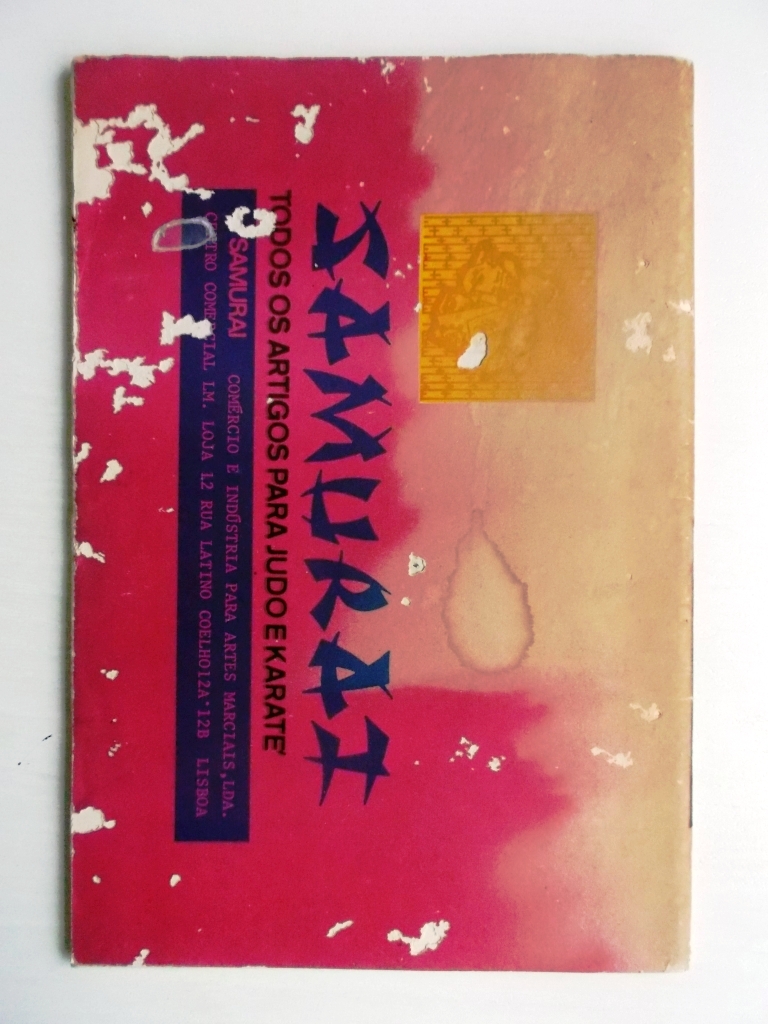 SAMURAI
TODOS OS ARTIGOS PARA JUDO E KARATE'
SAMURAI COMÉRCIO E INDÚSTRIA PARA ARTES MARCIAIS, LDA.
COMERCIAL LM. LOJA 12 RUA LATINO COELHO12A*12B LISBOA